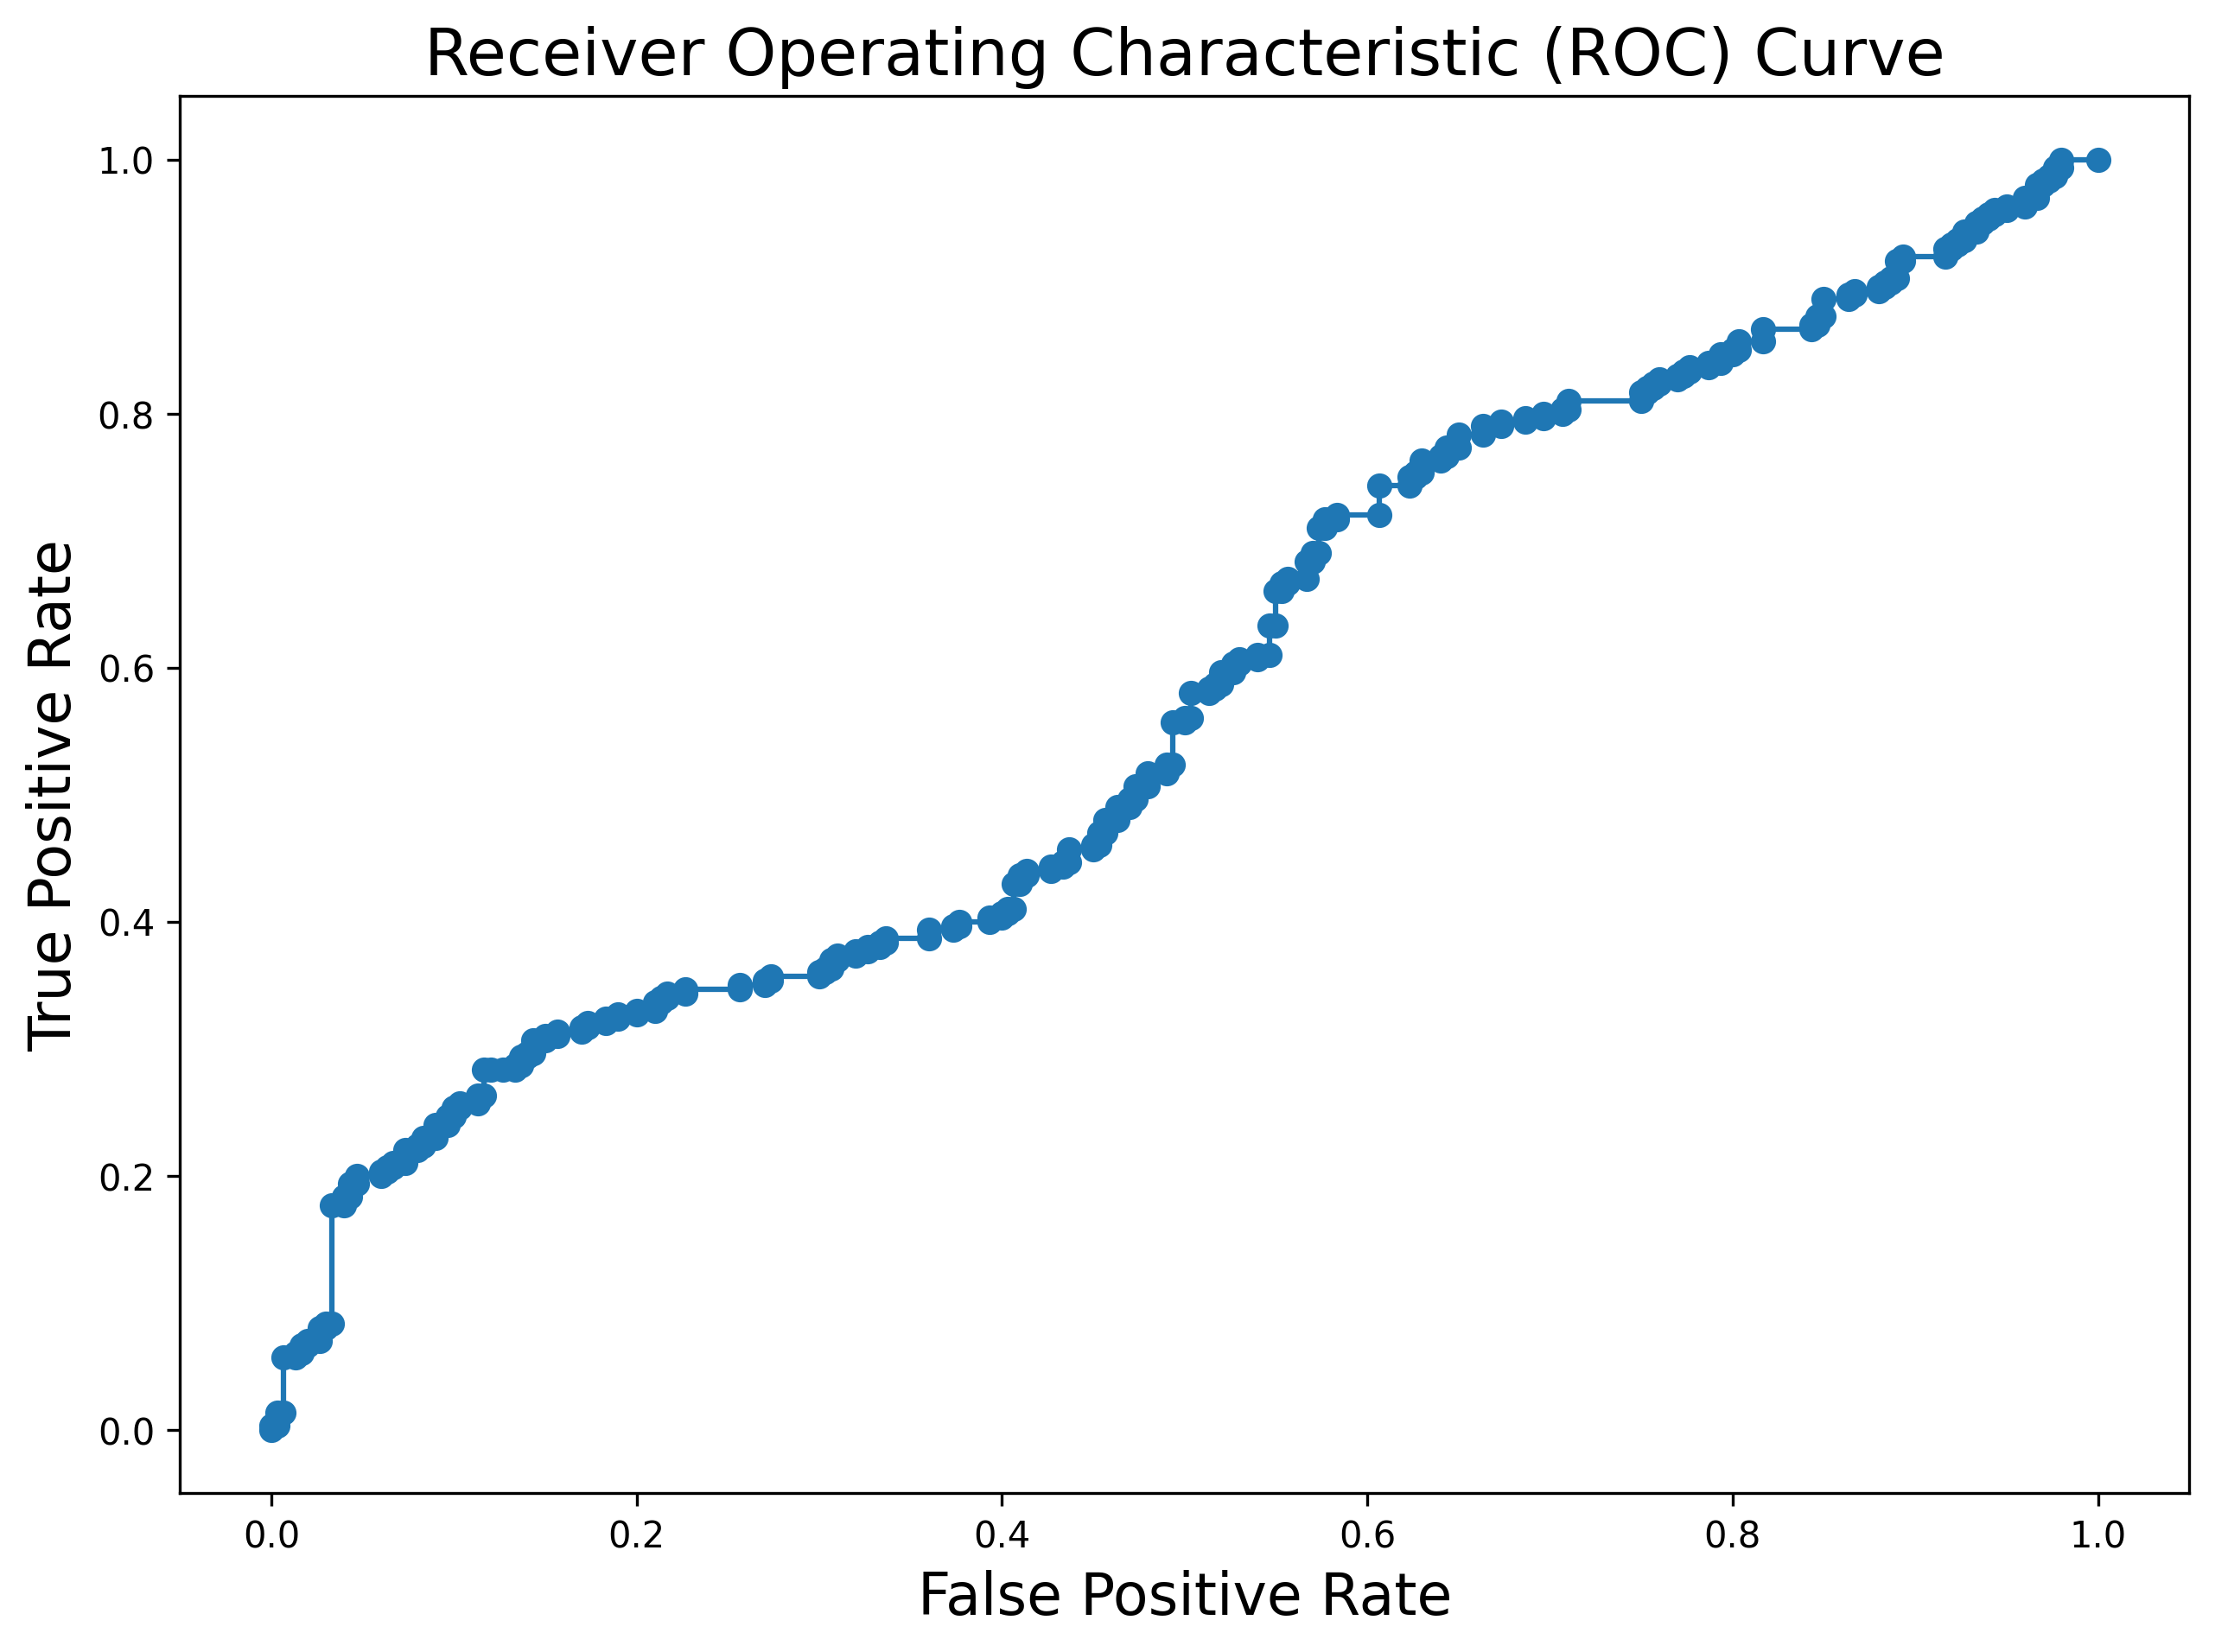 Receiver Operating Characteristic (ROC) Curve
True Positive Rate
1.0
0.8
0.6
0.4
0.2
0.0
0.0 0.2 0.4 0.6 0.8 1.0
False Positive Rate